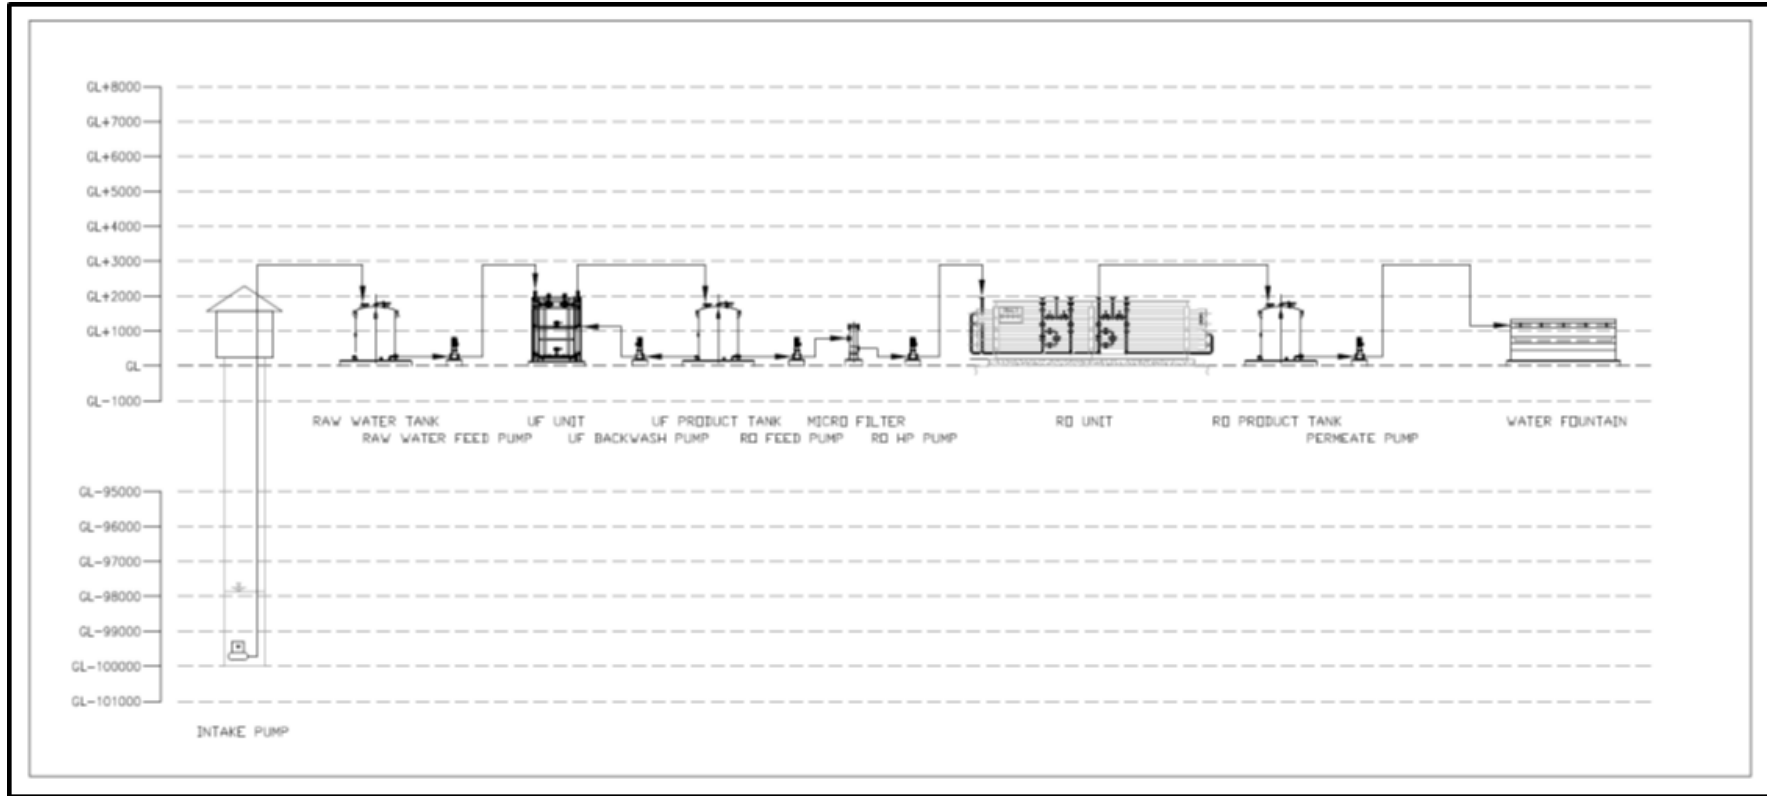 GL+8000
GL+7000
GL+6000
GL+5000
GL+4000
GL+3000
GL+2000
GL+1000
GL
GL-1000
RAW WATER TANK UF UNIT UF PRODUCT TANK MICRO FILTER RO UNIT RO PRODUCT TANK WATER FOUNTAIN
RAW WATER FEED PUMP UF BACKWASH PUMP RO FEED PUMP RO HP PUMP PERMEATE PUMP
GL-95000
GL-96000
GL-97000
GL-98000
GL-99000
GL-100000
GL-101000
INTAKE PUMP